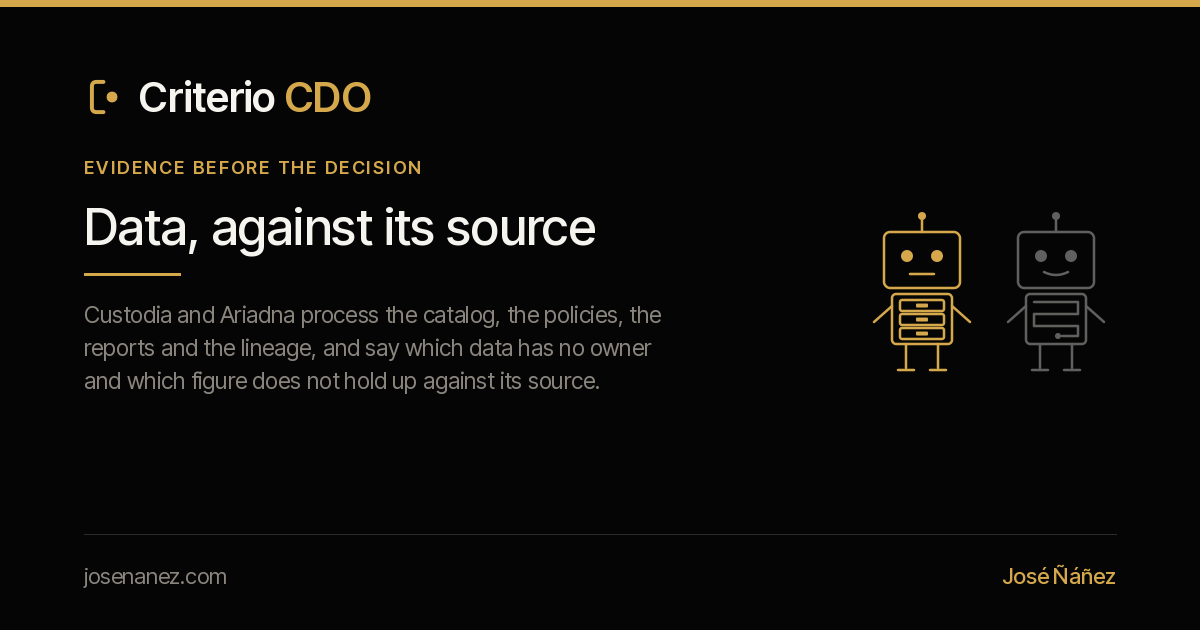 Criterio CDO
EVIDENCE BEFORE THE DECISION
Data, against its source
Custodia and Ariadna process the catalog, the policies, the
reports and the lineage, and say which data has no owner
and which figure does not hold up against its source.
josenanez.com
José Ñáñez